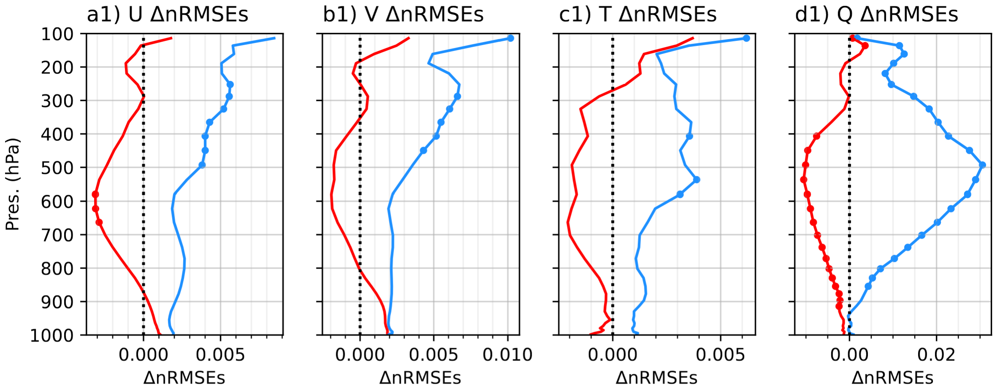 a1) U ΔnRMSEs
b1) V ΔnRMSEs
c1) T ΔnRMSEs
d1) Q ΔnRMSEs
Pres. (hPa)
100
200
300
400
500
600
700
800
900
1000
0.000 0.005
0.000 0.005 0.010
0.000 0.005
0.00 0.02
ΔnRMSEs
ΔnRMSEs
ΔnRMSEs
ΔnRMSEs